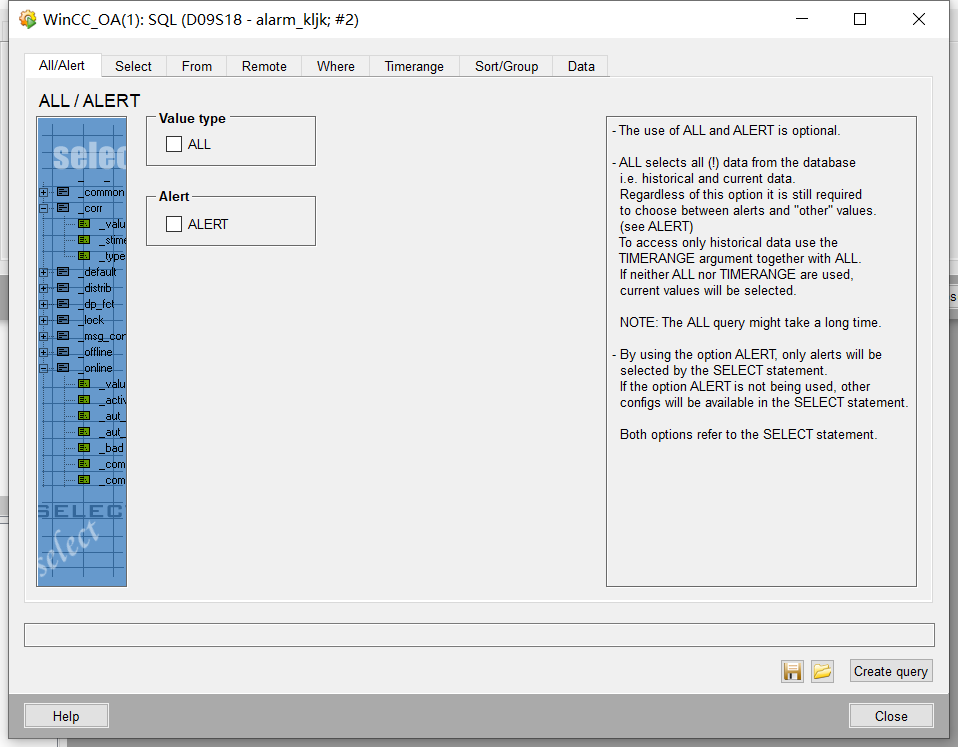 WinCC_OA(1): SQL (D09S18 - alarm_kljk; #2)
All/Alert Select From Remote Where Timerange Sort/Group Data
ALL / ALERT
selec
_common
_corr
_valu
_stime
_type
_default
_distrib
_dp_fct
_lock
_msg_con
_offline
_online
_valu
_activ
_aut_
_aut_
_bad
_com
_com
SELECT
select
Value type
ALL
Alert
ALERT
- The use of ALL and ALERT is optional.
- ALL selects all (!) data from the database
i.e. historical and current data.
Regardless of this option it is still required
to choose between alerts and "other" values.
(see ALERT)
To access only historical data use the
TIMERANGE argument together with ALL.
If neither ALL nor TIMERANGE are used,
current values will be selected.
NOTE: The ALL query might take a long time.
- By using the option ALERT, only alerts will be
selected by the SELECT statement.
If the option ALERT is not being used, other
configs will be available in the SELECT statement.
Both options refer to the SELECT statement.
s
Create query
Help
Close